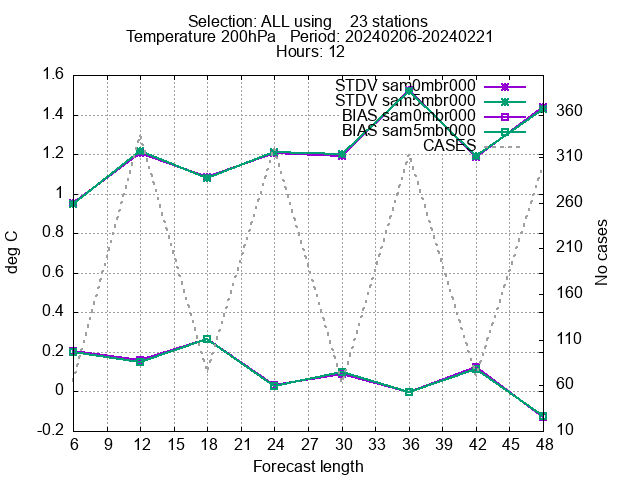 Selection: ALL using 23 stations
Temperature 200hPa Period: 20240206-20240221
Hours: 12
STDV sam0mbr000
STDV sam5mbr000
BIAS sam0mbr000
BIAS sam5mbr000
CASES
1.6
1.4
1.2
1
0.8
0.6
0.4
0.2
0
-0.2
deg C
360
310
260
210
160
110
60
10
No cases
6 12 15 18 21 24 27 30 33 36 39 42 45 48
Forecast length